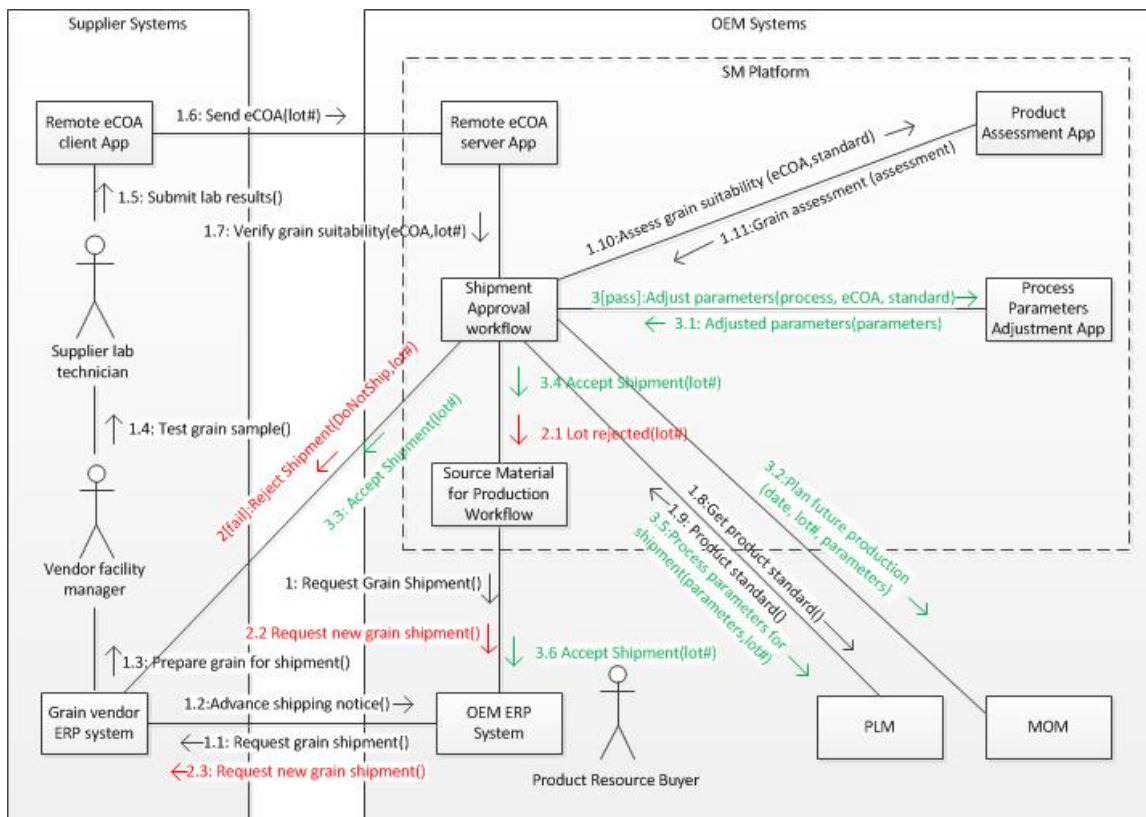 Supplier Systems
OEM Systems
SM Platform
Remote eCOA
client App
1.6: Send eCOA(lot#)
Remote eCOA
server App
Product
Assessment App
1.5: Submit lab results()
1.7: Verify grain suitability(eCOA,lot#)
1.10:Assess grain suitability (eCOA,standard)
1.11:Grain assessment (assessment)
Shipment
Approval
workflow
3[pass]:Adjust parameters(process, eCOA, standard)
3.1: Adjusted parameters(parameters)
Process
Parameters
Adjustment App
Supplier lab
technician
2[fail]:Reject Shipment(DoNotShip,lot#)
3.3: Accept Shipment(lot#)
3.4 Accept Shipment(lot#)
2.1 Lot rejected(lot#)
1.4: Test grain sample()
Source Material
for Production
Workflow
1.8:Get product standard()
1.9: Product standard()
3.5:Process parameters for
shipment(parameters,lot#)
3.2:Plan future production
(date, lot#, parameters)
Vendor facility
manager
1: Request Grain Shipment()
2.2 Request new grain shipment()
3.6 Accept Shipment(lot#)
1.3: Prepare grain for shipment()
Grain vendor
ERP system
1.2:Advance shipping notice()
1.1: Request grain shipment()
2.3: Request new grain shipment()
OEM ERP
System
Product Resource Buyer
PLM
MOM